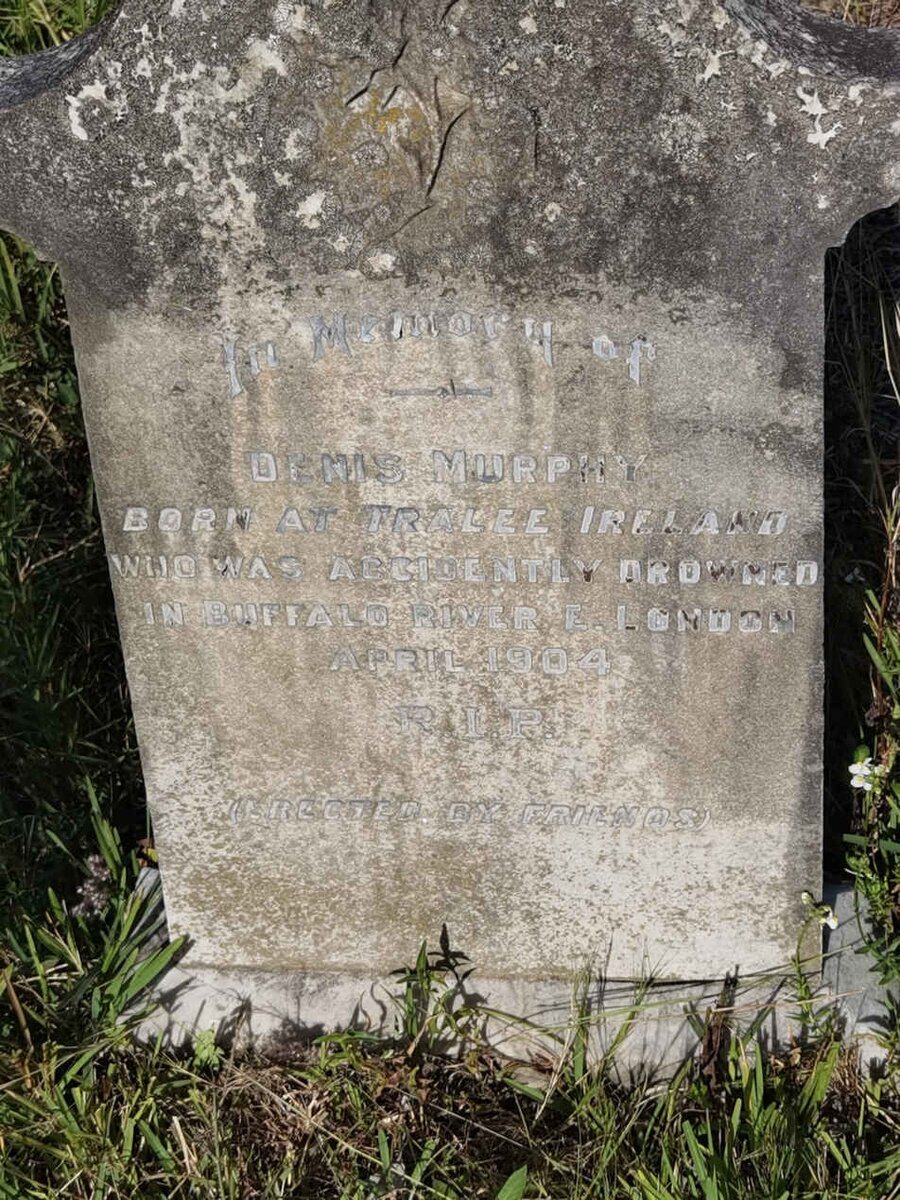 In Memory of
DENIS MURPHY
BORN AT TRALEE IRELAND
WHO WAS ACCIDENTLY DROWNED
IN BUFFALO RIVER E. LONDON
APRIL 1904
R.I.P.
(ERECTED BY FRIENDS)